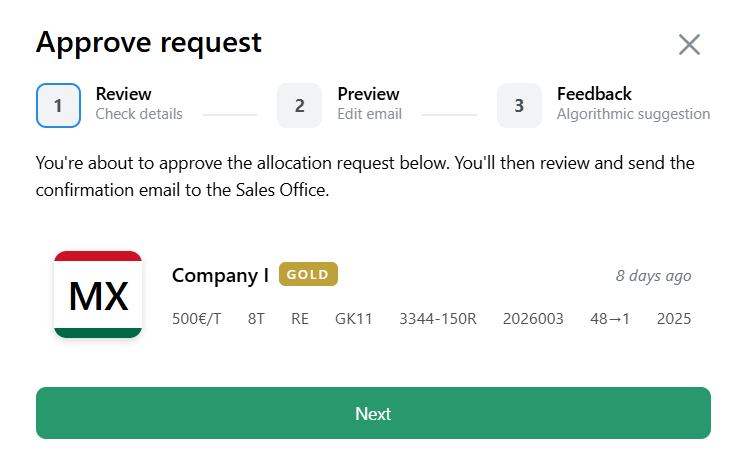 Approve request
1 Review 2 Preview 3 Feedback
Check details Edit email Algorithmic suggestion
You're about to approve the allocation request below. You'll then review and send the
confirmation email to the Sales Office.
MX
Company I GOLD 8 days ago
500€/T 8T RE GK11 3344-150R 2026003 48→1 2025
Next